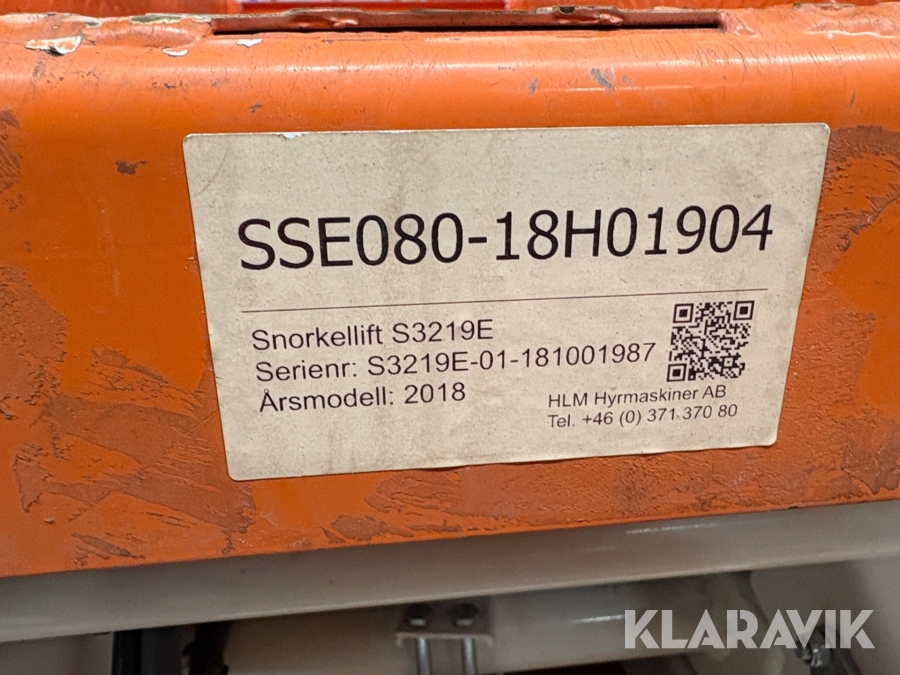 SSE080-18H01904
Snorkellift S3219E
Serienr: S3219E-01-181001987
Årsmodell: 2018
HLM Hyrmaskiner AB
Tel. +46 (0) 371 370 80
KLARAVIK